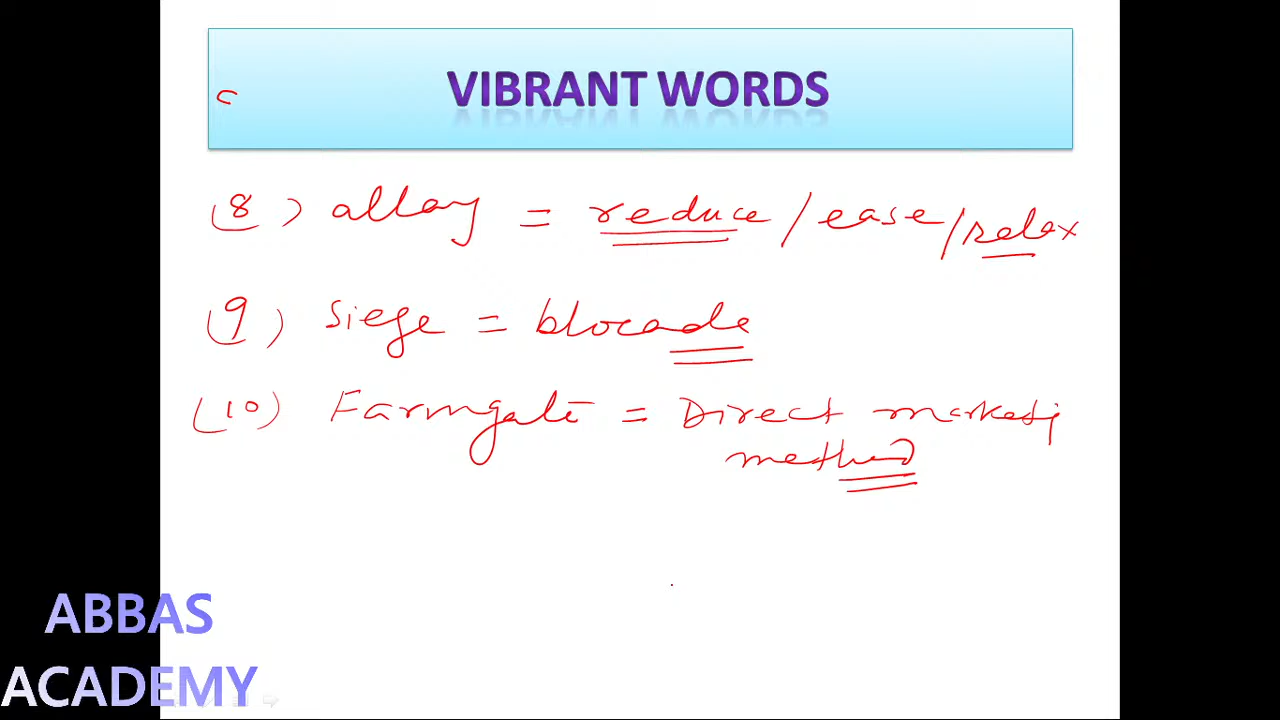 VIBRANT WORDS
(8) allay = reduce/ease/relax
(9) Siege = blocade
(10) Farmgate = Direct marketing
method
ABBAS
ACADEMY